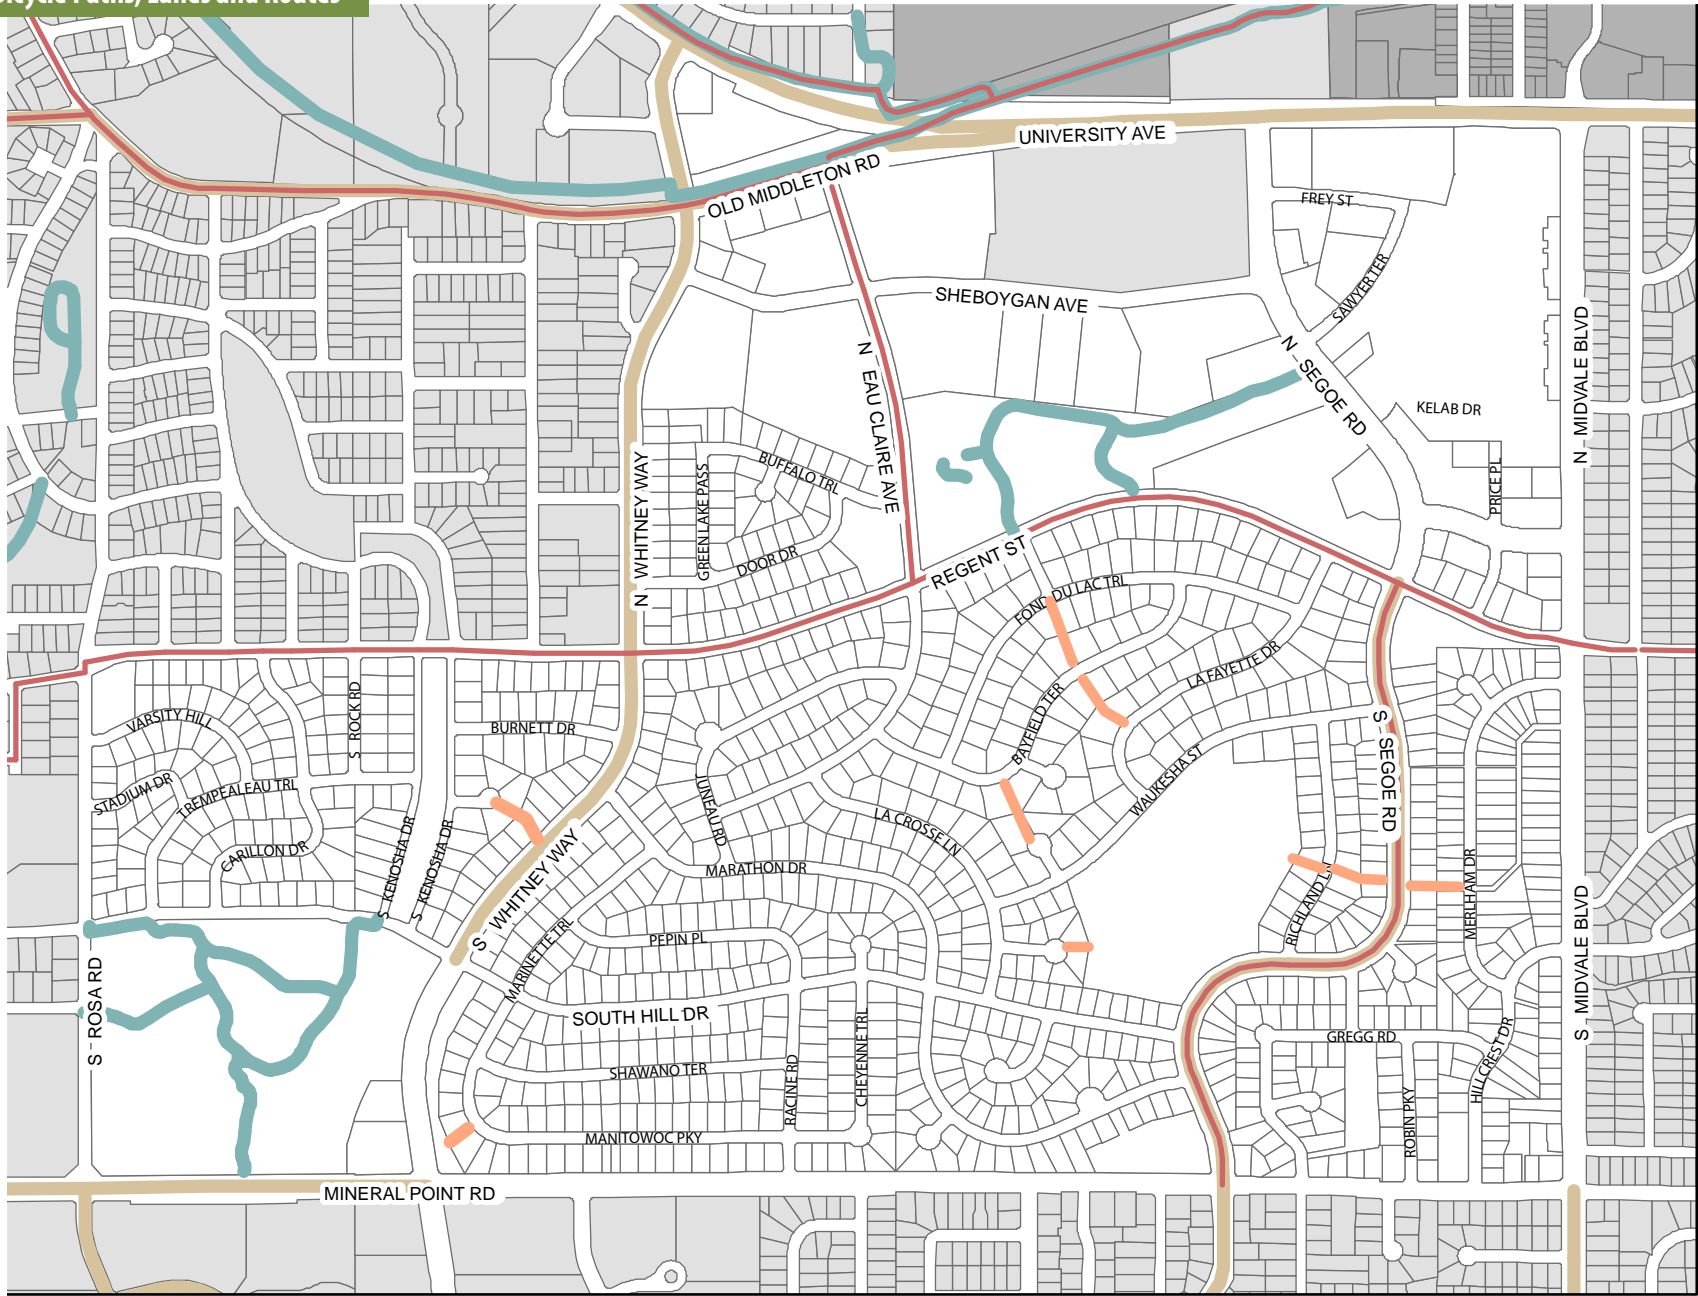 Bicycle Paths, Lanes and Routes
UNIVERSITY AVE
OLD MIDDLETON RD
FREY ST
SAWYER TER
SHEBOYGAN AVE
N MIDVALE BLVD
N SEGOE RD
N EAU CLAIRE AVE
KELAB DR
PRICE PL
BUFFALO TRL
GREEN LAKE PASS
N WHITNEY WAY
DOOR DR
REGENT ST
FOND DU LAC TRL
LA FAYETTE DR
BAYFIELD TER
S ROCK RD
VARSITY HILL
BURNETT DR
S SEGOE RD
WAUKESHA ST
STADIUM DR
TREMPEALEAU TRL
JUNEAU RD
LA CROSSE LN
CARILLON DR
S KENOSHA DR
S KENOSHA DR
S WHITNEY WAY
MARATHON DR
RICHLAND LN
MERLHAM DR
S MIDVALE BLVD
MARINETTE TRL
PEPIN PL
S ROSA RD
SOUTH HILL DR
CHEYENNE TRL
GREGG RD
HILLCREST DR
SHAWANO TER
RACINE RD
ROBIN PKY
MANITOWOC PKY
MINERAL POINT RD